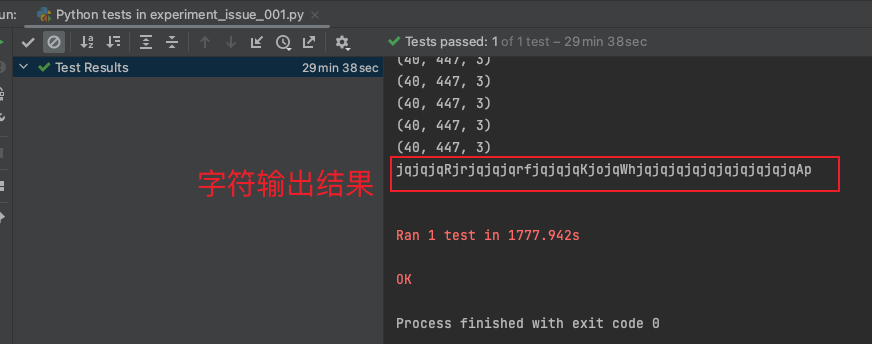 un:
Python tests in experiment_issue_001.py
Tests passed: 1 of 1 test – 29 min 38 sec
Test Results
29 min 38 sec
(40, 447, 3)
(40, 447, 3)
(40, 447, 3)
(40, 447, 3)
(40, 447, 3)
字符输出结果
jqjqjqRjrjqjqjqrfjqjqjqKjojqWhjqjqjqjqjqjqjqjqjqAp
Ran 1 test in 1777.942s
OK
Process finished with exit code 0